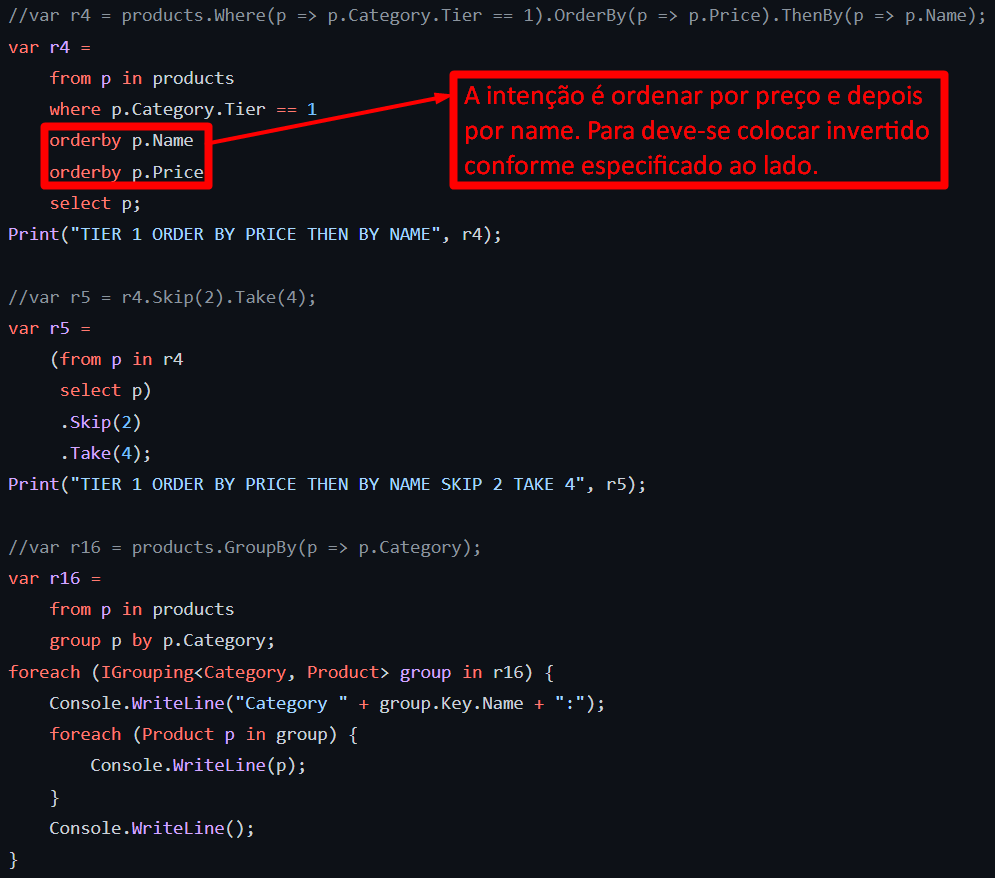 //var r4 = products.Where(p => p.Category.Tier == 1).OrderBy(p => p.Price).ThenBy(p => p.Name);
var r4 =
    from p in products
    where p.Category.Tier == 1
    orderby p.Name
    orderby p.Price
    select p;
A intenção é ordenar por preço e depois
por name. Para deve-se colocar invertido
conforme especificado ao lado.
Print("TIER 1 ORDER BY PRICE THEN BY NAME", r4);
//var r5 = r4.Skip(2).Take(4);
var r5 =
    (from p in r4
     select p)
     .Skip(2)
     .Take(4);
Print("TIER 1 ORDER BY PRICE THEN BY NAME SKIP 2 TAKE 4", r5);
//var r16 = products.GroupBy(p => p.Category);
var r16 =
    from p in products
    group p by p.Category;
foreach (IGrouping<Category, Product> group in r16) {
    Console.WriteLine("Category " + group.Key.Name + ":");
    foreach (Product p in group) {
        Console.WriteLine(p);
    }
    Console.WriteLine();
}